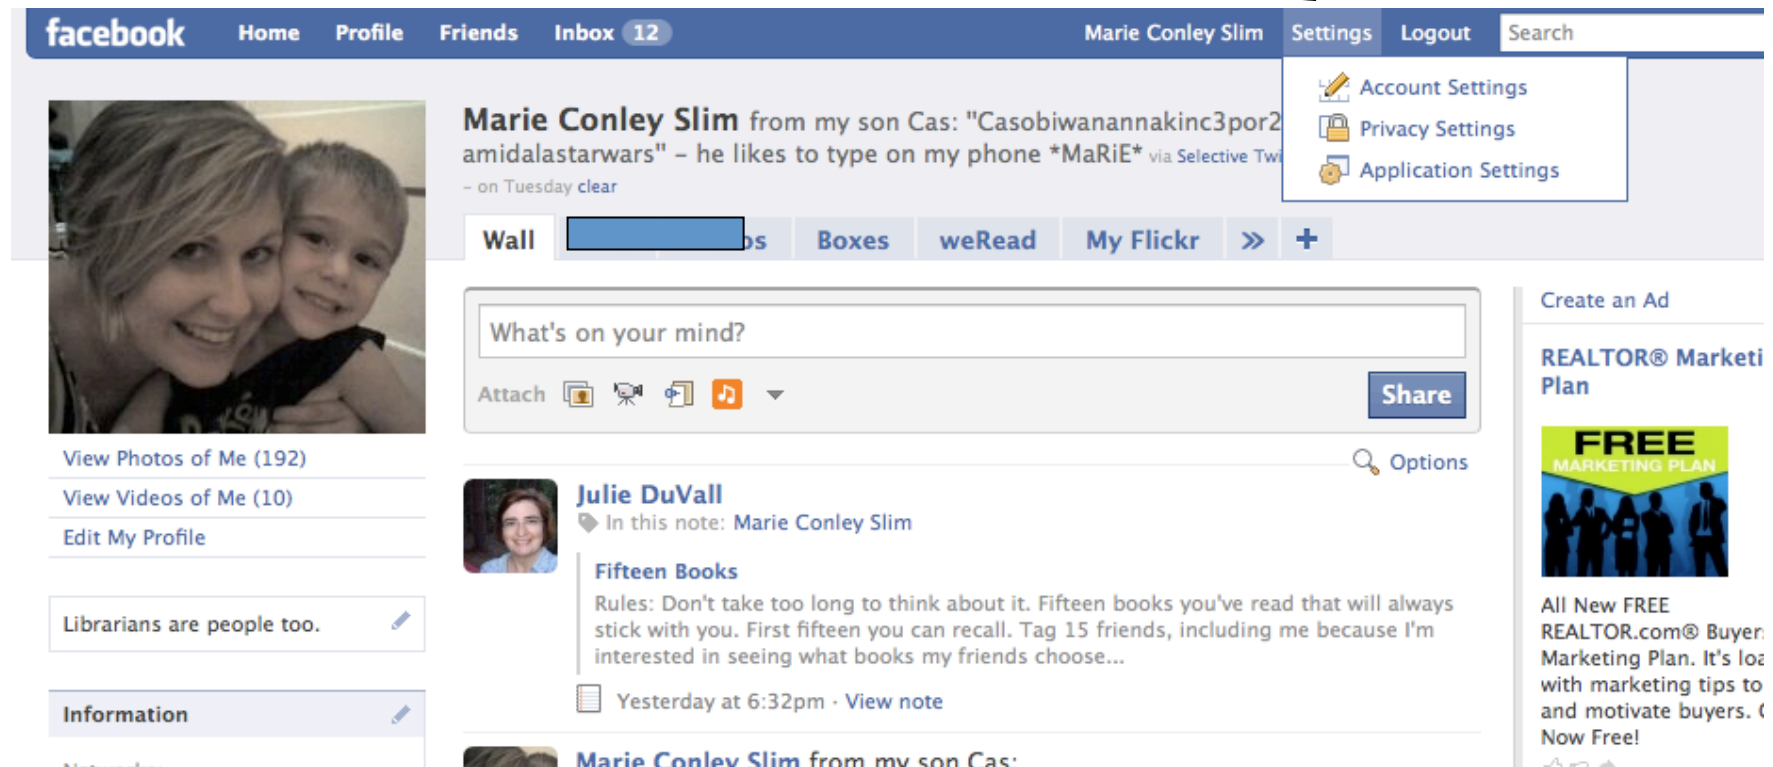 facebook Home Profile Friends Inbox 12 Marie Conley Slim Settings Logout Search
Account Settings
Privacy Settings
Application Settings
Marie Conley Slim from my son Cas: "Casobiwanannakinc3por2
amidalastarwars" – he likes to type on my phone *MaRiE* via Selective Twi
– on Tuesday clear
Wall os Boxes weRead My Flickr » +
What's on your mind?
Attach Share
View Photos of Me (192)
View Videos of Me (10)
Edit My Profile
Librarians are people too.
Information
Options
Julie DuVall
In this note: Marie Conley Slim
Fifteen Books
Rules: Don't take too long to think about it. Fifteen books you've read that will always
stick with you. First fifteen you can recall. Tag 15 friends, including me because I'm
interested in seeing what books my friends choose...
Yesterday at 6:32pm · View note
Marie Conley Slim from my son Cas:
Create an Ad
REALTOR® Marketi
Plan
FREE
MARKETING PLAN
All New FREE
REALTOR.com® Buyer
Marketing Plan. It's loa
with marketing tips to
and motivate buyers.
Now Free!